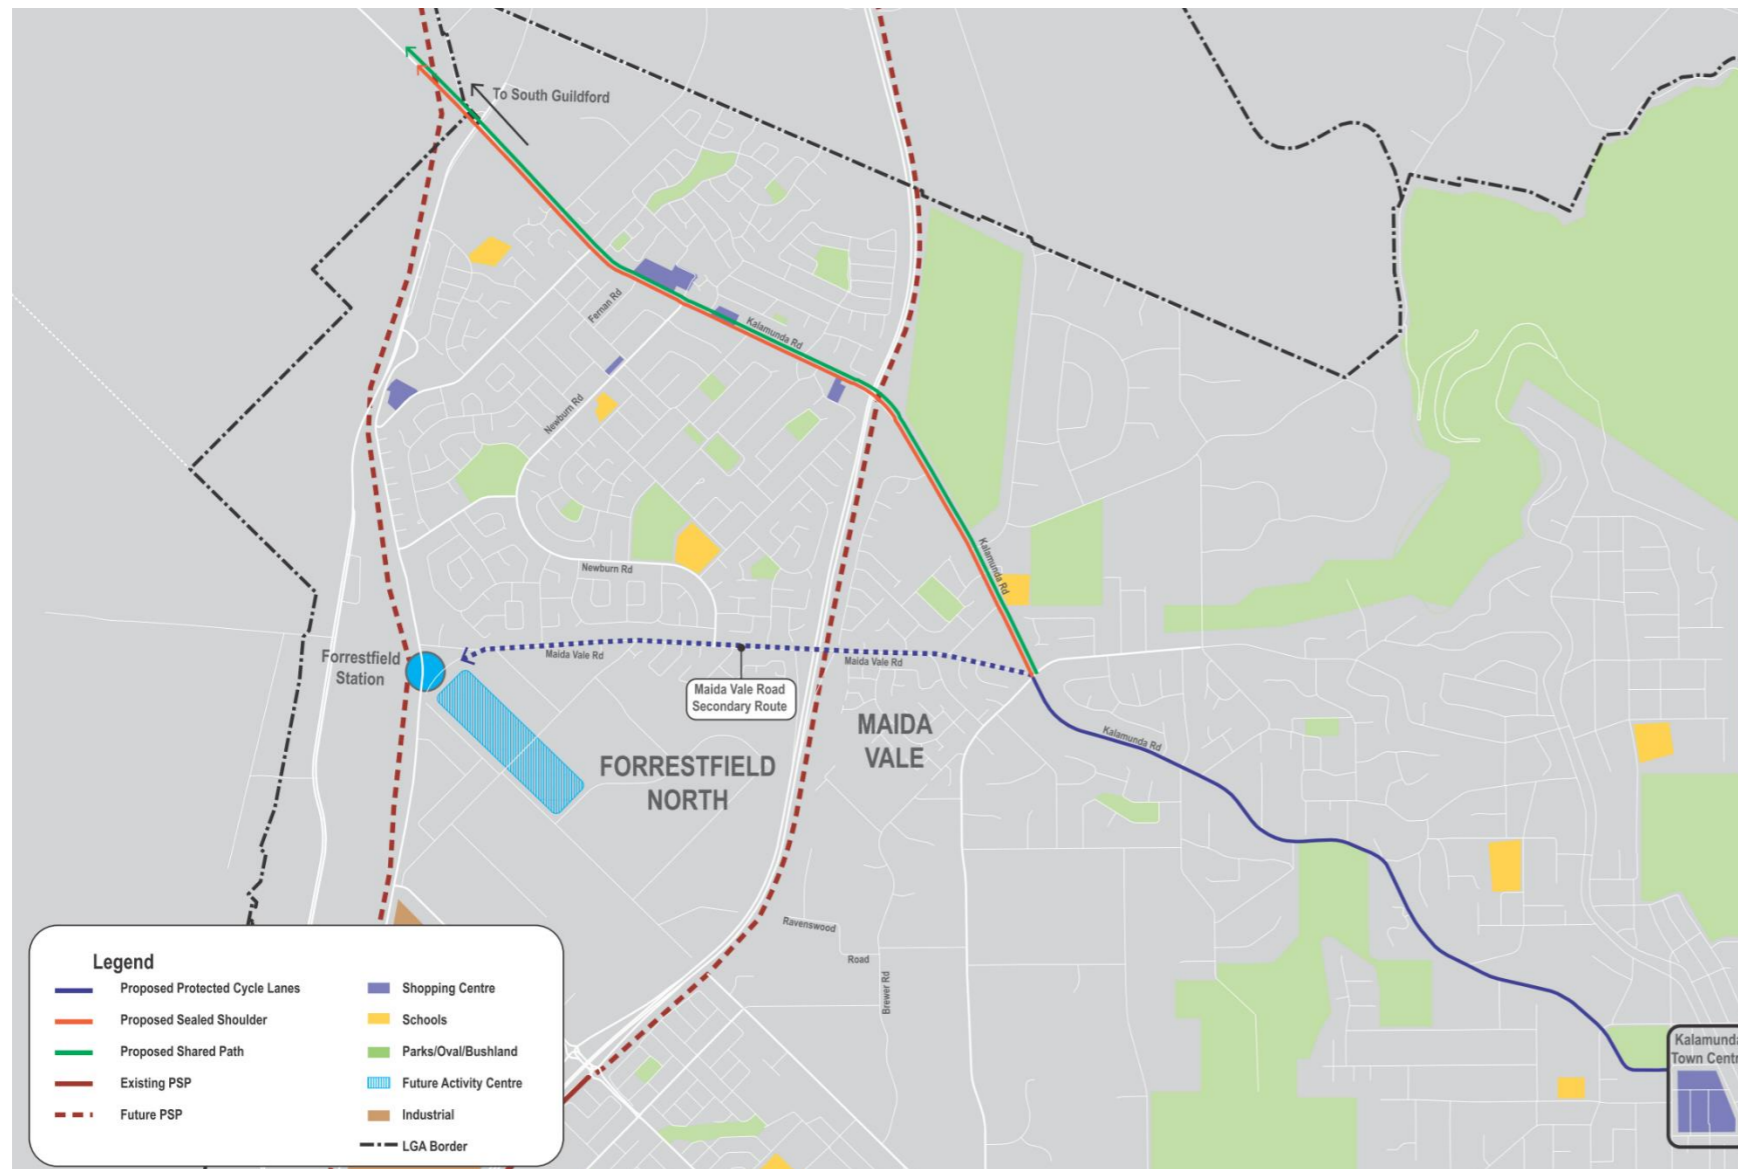 To South Guildford
Fernan Rd
Kalamunda Rd
Newburn Rd
Kalamunda Rd
Newburn Rd
Forrestfield
Station
Maida Vale Rd
Maida Vale Rd
Maida Vale Road
Secondary Route
MAIDA
VALE
Kalamunda Rd
FORRESTFIELD
NORTH
Ravenswood
Road
Brewer Rd
Kalamunda
Town Centr
Legend
Proposed Protected Cycle Lanes
Proposed Sealed Shoulder
Proposed Shared Path
Existing PSP
Future PSP
Shopping Centre
Schools
Parks/Oval/Bushland
Future Activity Centre
Industrial
LGA Border